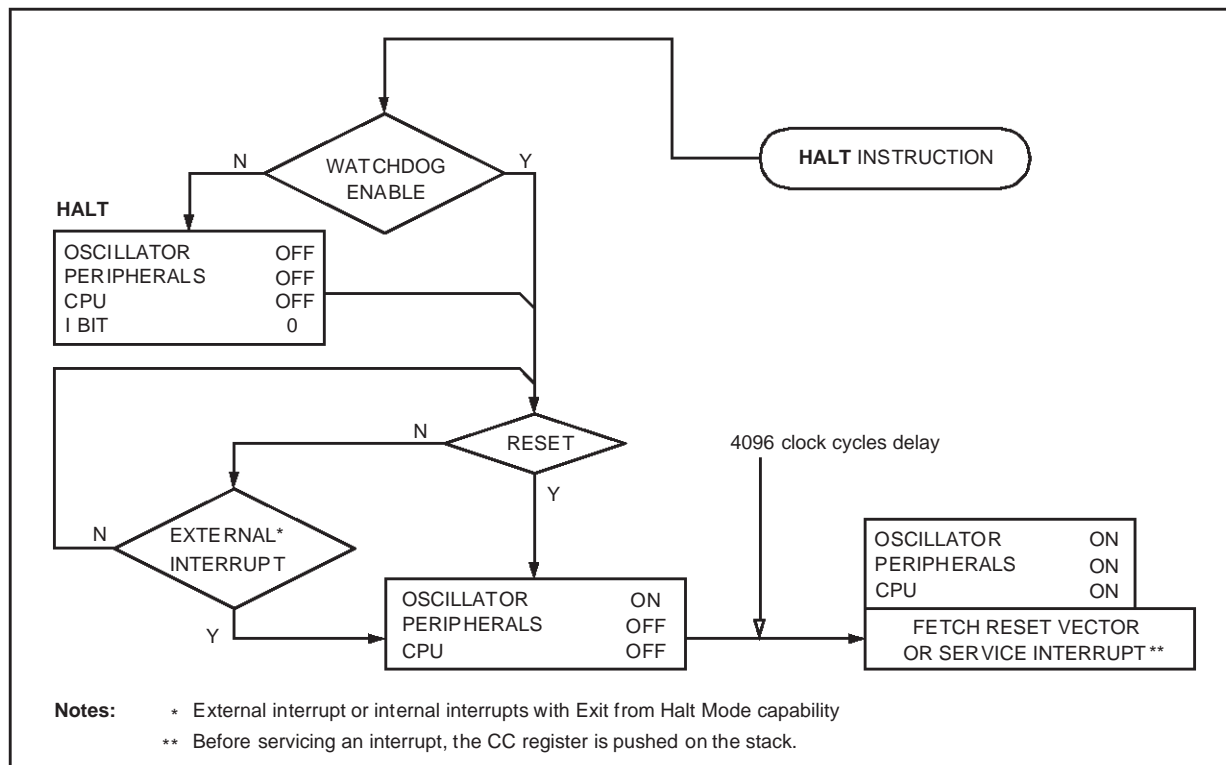 HALT INSTRUCTION
WATCHDOG
ENABLE
N
Y
HALT
OSCILLATOR OFF
PERIPHERALS OFF
CPU OFF
I BIT 0
RESET
N
Y
4096 clock cycles delay
EXTERNAL*
INTERRUPT
N
Y
OSCILLATOR ON
PERIPHERALS OFF
CPU OFF
OSCILLATOR ON
PERIPHERALS ON
CPU ON
FETCH RESET VECTOR
OR SERVICE INTERRUPT **
Notes: * External interrupt or internal interrupts with Exit from Halt Mode capability
** Before servicing an interrupt, the CC register is pushed on the stack.